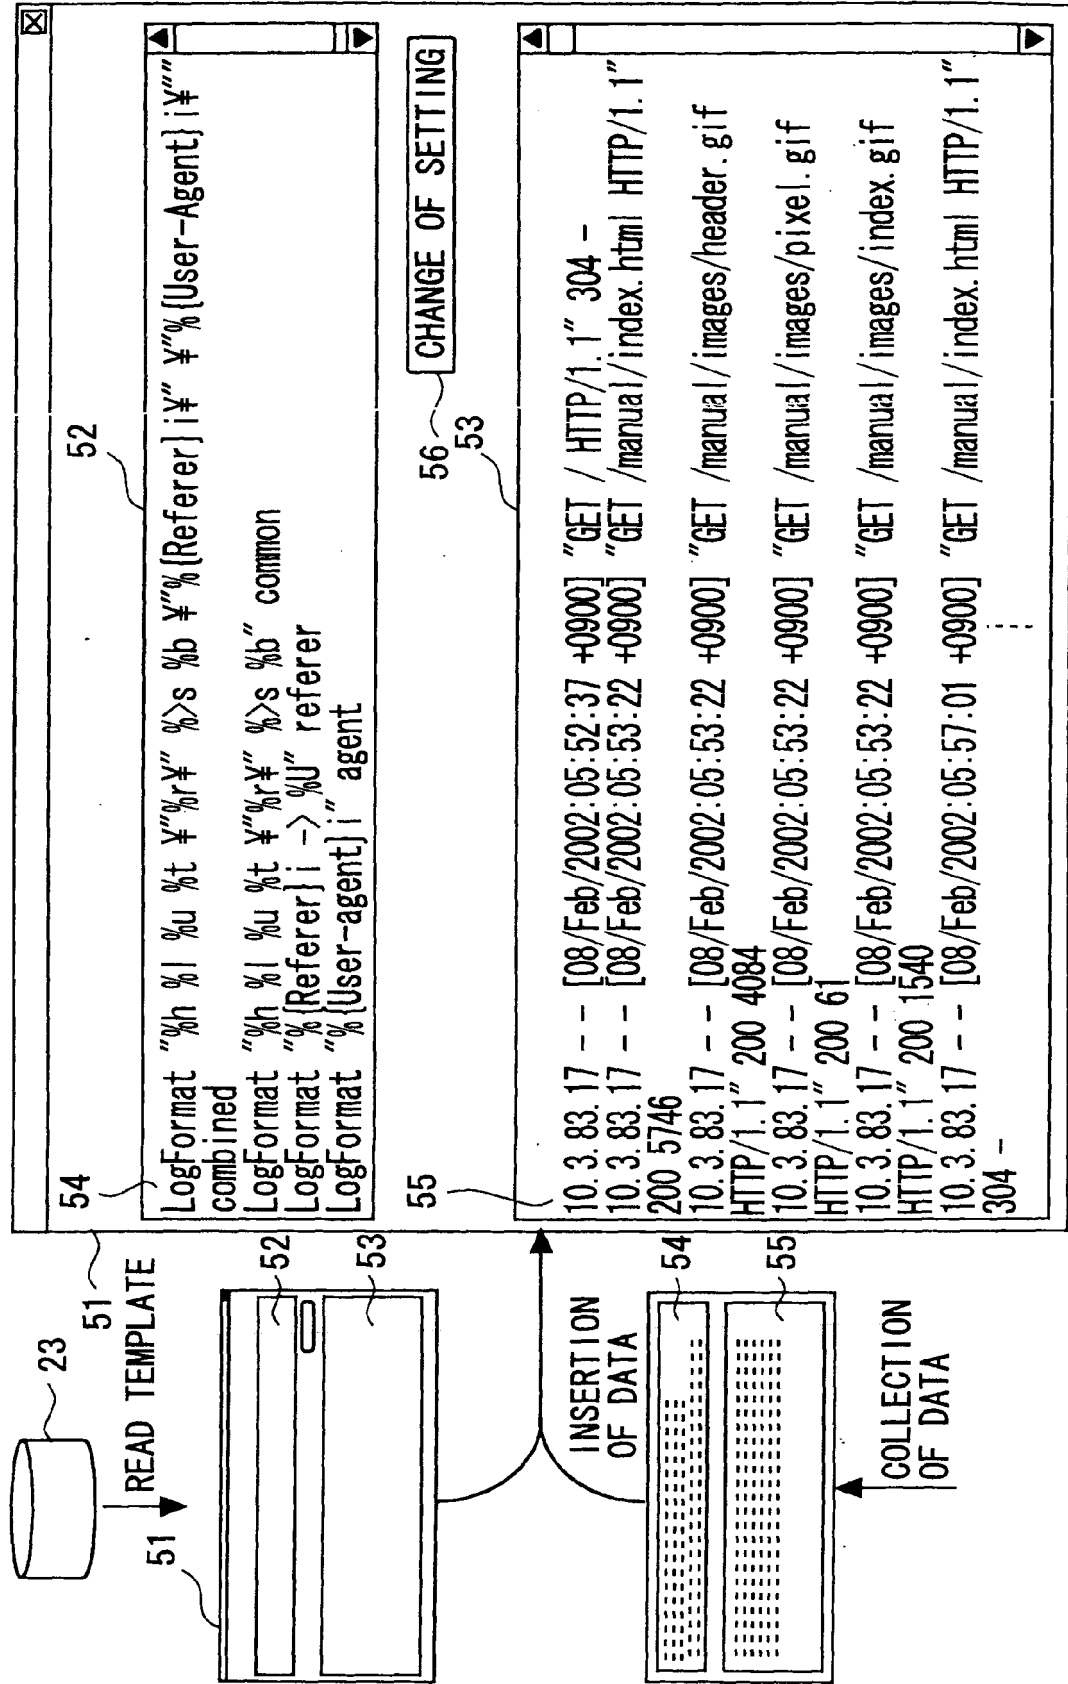 23
READ TEMPLATE
51
52
53
INSERTION
OF DATA
54
55
COLLECTION
OF DATA
51
54
52
LogFormat "%h %l %u %t ¥"%r¥" %>s %b ¥"%{Referer}i¥" ¥"%{User-Agent}i¥""
combined
LogFormat "%h %l %u %t ¥"%r¥" %>s %b" common
LogFormat "%{Referer}i -> %U" referer
LogFormat "%{User-agent}i" agent
56
CHANGE OF SETTING
55
53
10.3.83.17 - - [08/Feb/2002:05:52:37 +0900] "GET / HTTP/1.1" 304 -
10.3.83.17 - - [08/Feb/2002:05:53:22 +0900] "GET /manual/index.html HTTP/1.1"
200 5746
10.3.83.17 - - [08/Feb/2002:05:53:22 +0900] "GET /manual/images/header.gif
HTTP/1.1" 200 4084
10.3.83.17 - - [08/Feb/2002:05:53:22 +0900] "GET /manual/images/pixel.gif
HTTP/1.1" 200 61
10.3.83.17 - - [08/Feb/2002:05:53:22 +0900] "GET /manual/images/index.gif
HTTP/1.1" 200 1540
10.3.83.17 - - [08/Feb/2002:05:57:01 +0900] "GET /manual/index.html HTTP/1.1"
304 -